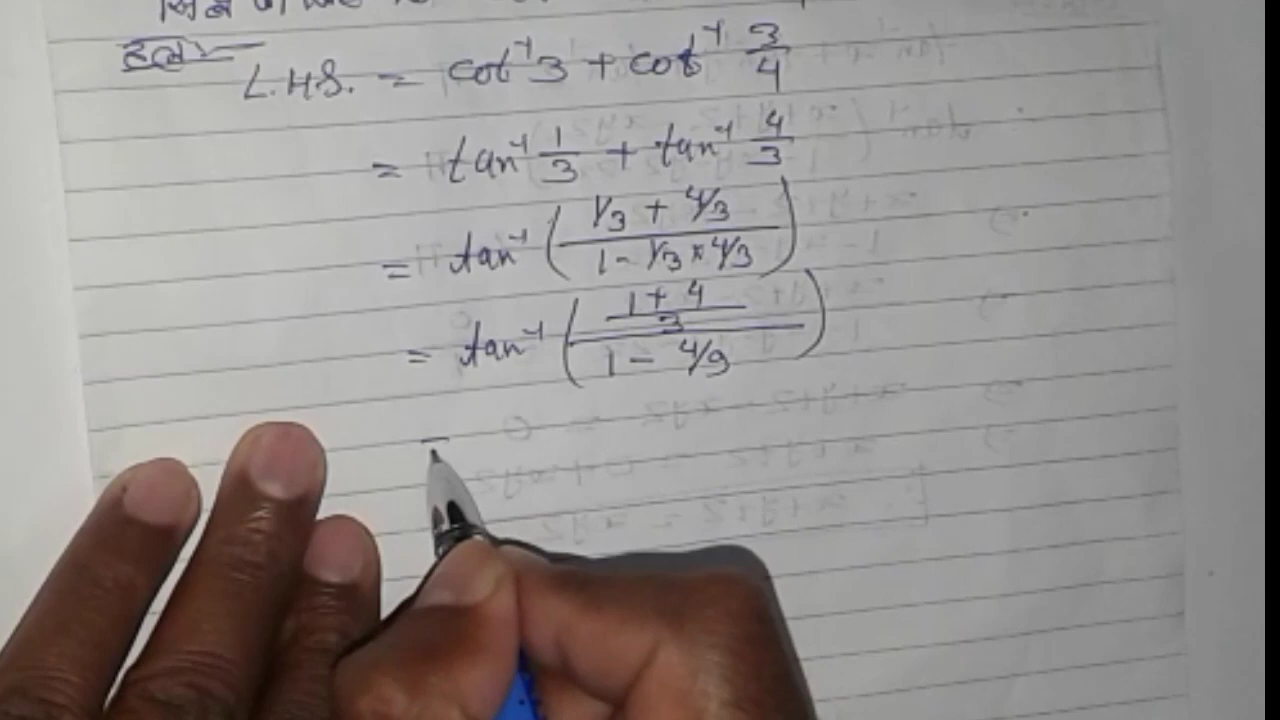 सिद्ध
हल:-
L.H.S. = cot⁻¹3 + cot⁻¹ 3/4
= tan⁻¹ 1/3 + tan⁻¹ 4/3
= tan⁻¹ ( (1/3 + 4/3) / (1 - 1/3 × 4/3) )
= tan⁻¹ ( ((1 + 4)/3) / (1 - 4/9) )